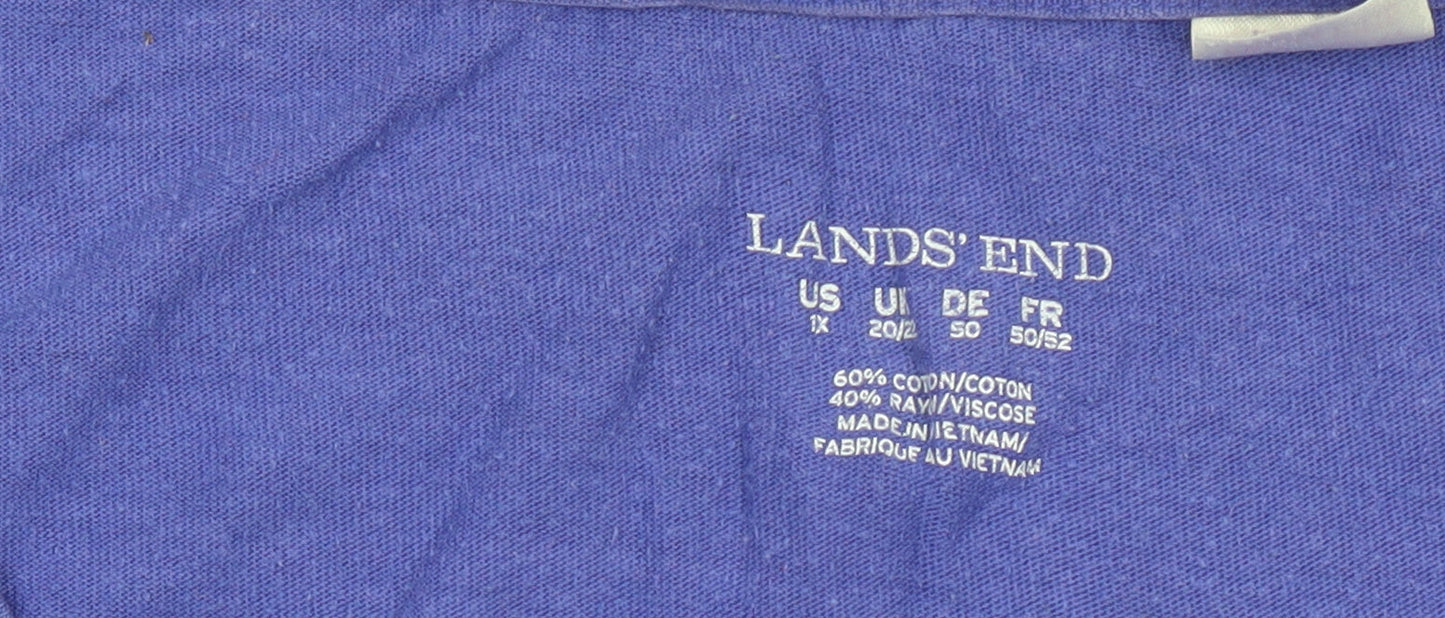 LANDS' END
US UK DE FR
1X 20/22 50 50/52
60% COTTON/COTON
40% RAYON/VISCOSE
MADE IN VIETNAM/
FABRIQUE AU VIETNAM